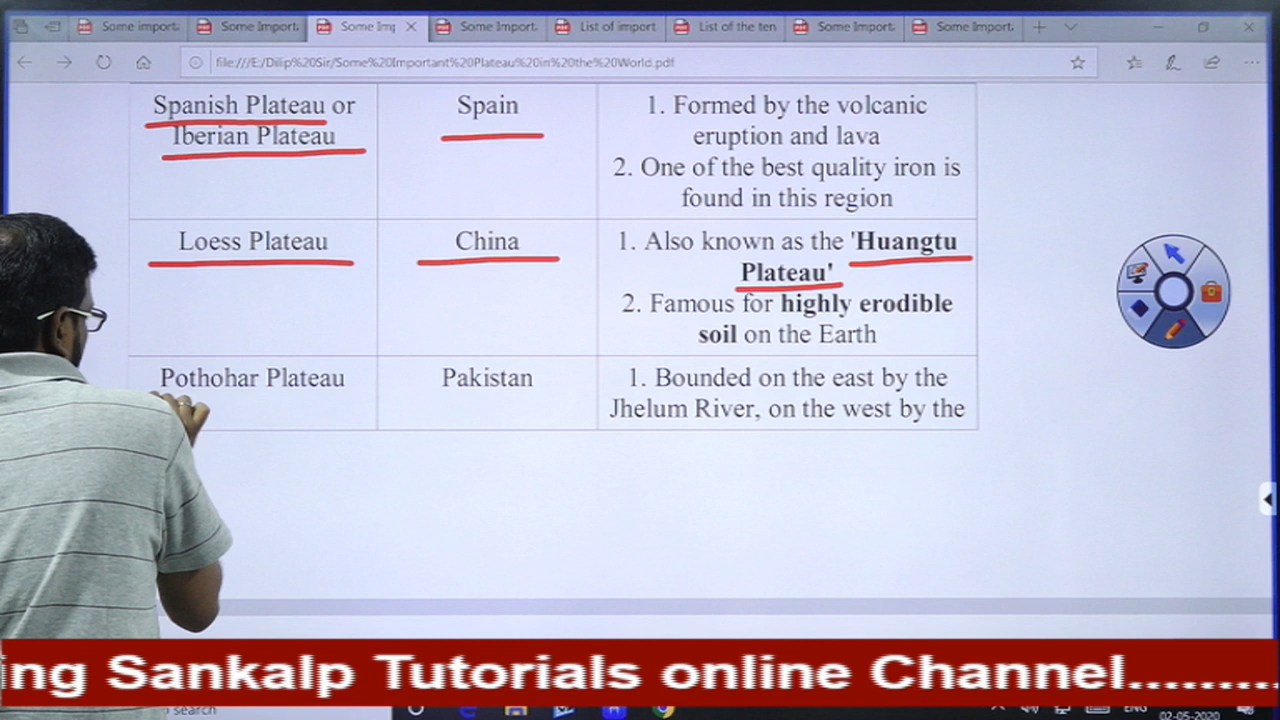 Some import
Some Import.
Some Imp
Some Import.
List of import
List of the ten
Some Import.
Some Import.
file:///E:/Dilip%20Sir/Some%20Important%20Plateau%20in%20the%20World.pdf
Spanish Plateau or
Iberian Plateau
Spain
1. Formed by the volcanic
eruption and lava
2. One of the best quality iron is
found in this region
Loess Plateau
China
1. Also known as the 'Huangtu
Plateau'
2. Famous for highly erodible
soil on the Earth
Pothohar Plateau
Pakistan
1. Bounded on the east by the
Jhelum River, on the west by the
ing Sankalp Tutorials online Channel.........
search
ENG
02-05-2020